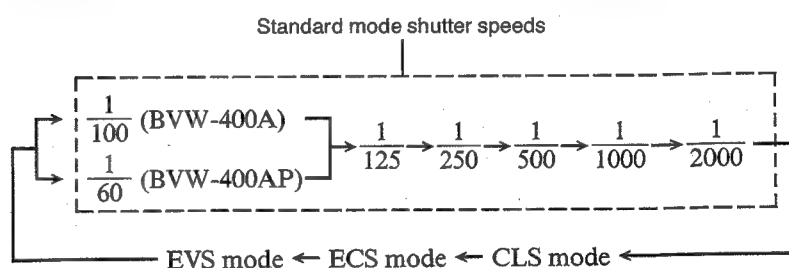 Standard mode shutter speeds
1/100 (BVW-400A)
1/60 (BVW-400AP)
→ 1/125 → 1/250 → 1/500 → 1/1000 → 1/2000
EVS mode ← ECS mode ← CLS mode